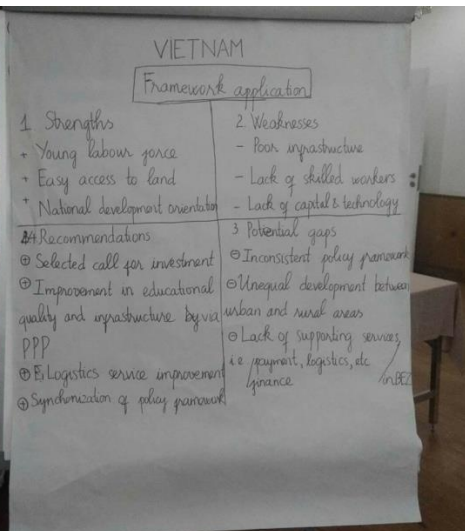 VIETNAM
Framework application
1. Strengths
+ Young labour force
+ Easy access to land
+ National development orientation
2. Weaknesses
- Poor infrastructure
- Lack of skilled workers
- Lack of capital & technology
4 Recommendations
⊕ Selected call for investment
⊕ Improvement in educational
quality and infrastructure by via
PPP
⊕ Logistics service improvement
⊕ Synchronization of policy framework
3 Potential gaps
⊖ Inconsistent policy framework
⊖ Unequal development between
urban and rural areas
⊖ Lack of supporting services,
i.e. payment, logistics, etc
finance / in BEZ